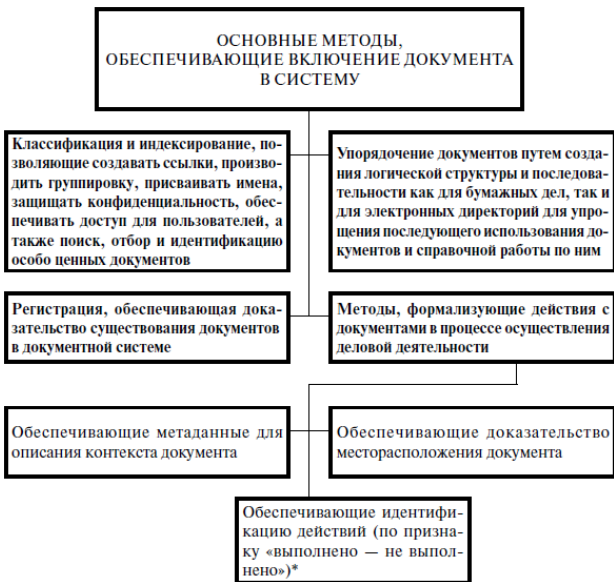 ОСНОВНЫЕ МЕТОДЫ,
ОБЕСПЕЧИВАЮЩИЕ ВКЛЮЧЕНИЕ ДОКУМЕНТА
В СИСТЕМУ
Классификация и индексирование, по-
зволяющие создавать ссылки, произво-
дить группировку, присваивать имена,
защищать конфиденциальность, обес-
печивать доступ для пользователей, а
также поиск, отбор и идентификацию
особо ценных документов
Упорядочение документов путем созда-
ния логической структуры и последова-
тельности как для бумажных дел, так и
для электронных директорий для упро-
щения последующего использования до-
кументов и справочной работы по ним
Регистрация, обеспечивающая дока-
зательство существования документов
в документной системе
Методы, формализующие действия с
документами в процессе осуществления
деловой деятельности
Обеспечивающие метаданные для
описания контекста документа
Обеспечивающие доказательство
месторасположения документа
Обеспечивающие идентифи-
кацию действий (по призна-
ку «выполнено — не выпол-
нено»)*